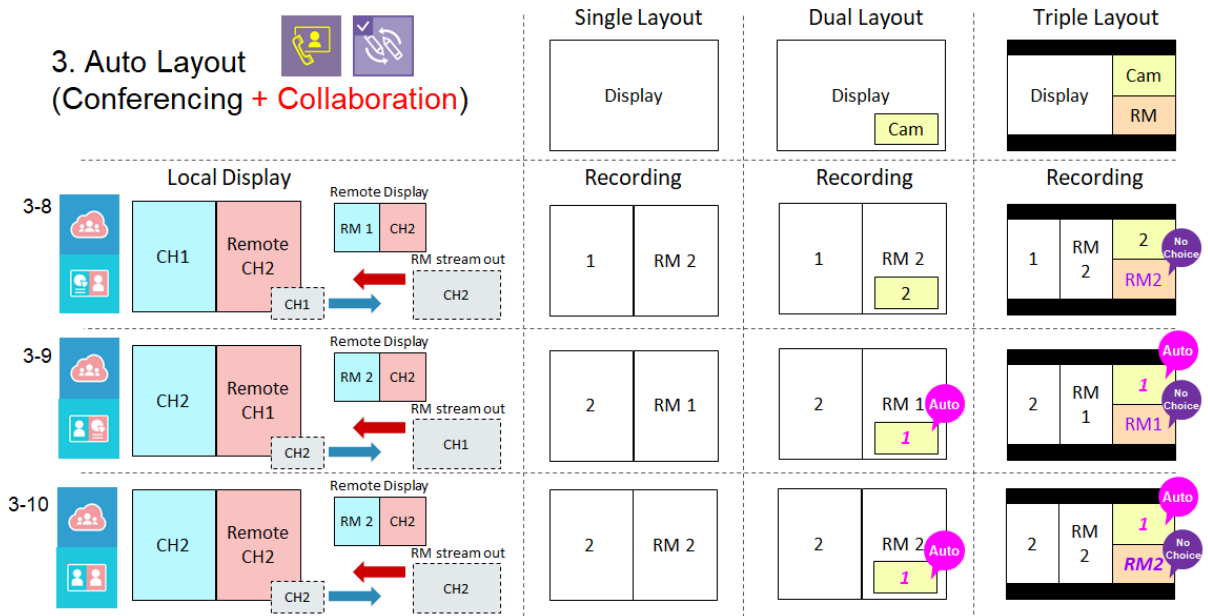 3. Auto Layout
(Conferencing + Collaboration)
Single Layout
Dual Layout
Triple Layout
Display
Display
Cam
Display
Cam
RM
Local Display
Recording
Recording
Recording
3-8
CH1
Remote
CH2
CH1
Remote Display
RM 1
CH2
RM stream out
CH2
1
RM 2
1
RM 2
2
1
RM
2
2
RM2
No
Choice
3-9
CH2
Remote
CH1
CH2
Remote Display
RM 2
CH2
RM stream out
CH1
2
RM 1
2
RM 1
1
Auto
2
RM
1
1
RM1
Auto
No
Choice
3-10
CH2
Remote
CH2
CH2
Remote Display
RM 2
CH2
RM stream out
CH2
2
RM 2
2
RM 2
1
Auto
2
RM
2
1
RM2
Auto
No
Choice